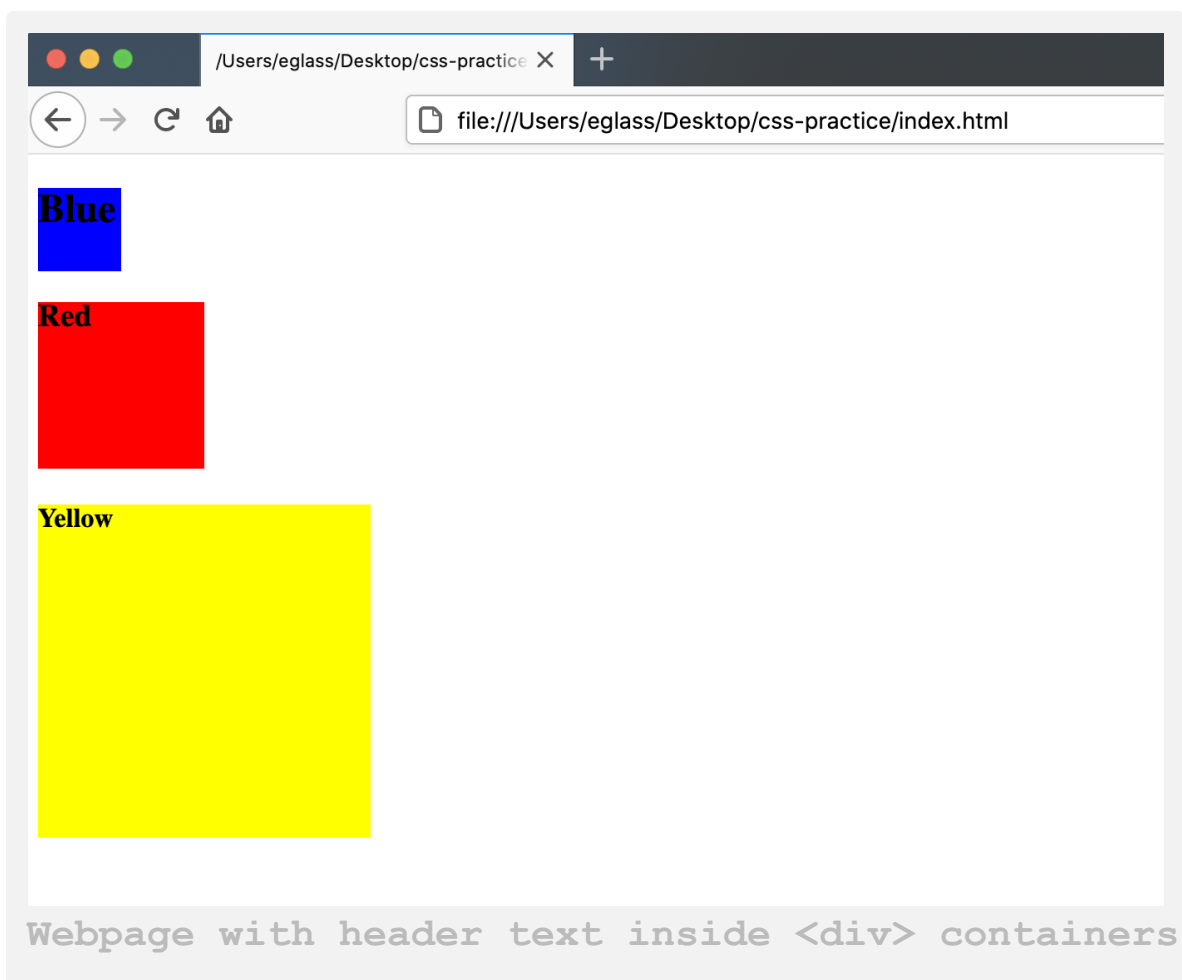 /Users/eglass/Desktop/css-practice
file:///Users/eglass/Desktop/css-practice/index.html
Blue
Red
Yellow
Webpage with header text inside <div> containers